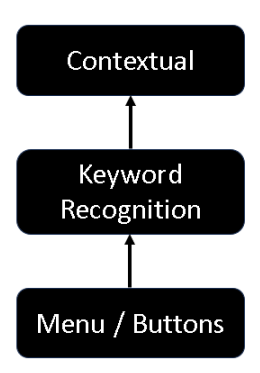 Contextual
Keyword
Recognition
Menu / Buttons